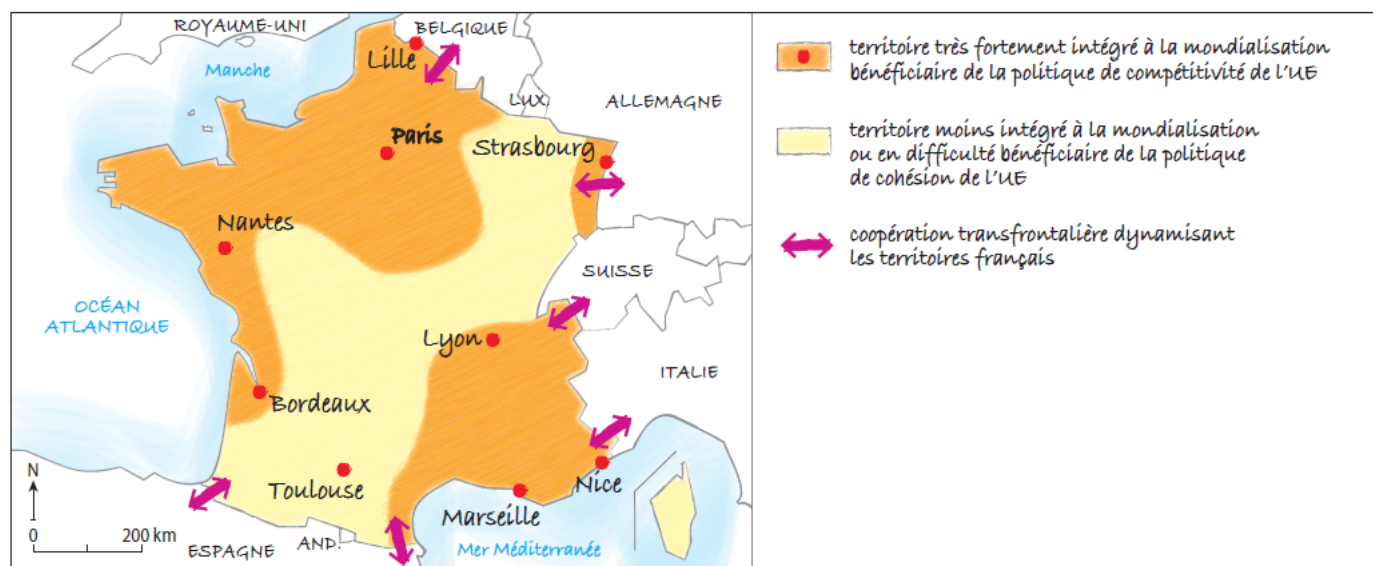 ROYAUME-UNI
BELGIQUE
Lille
Manche
LUX.
ALLEMAGNE
Paris
Strasbourg
Nantes
SUISSE
OCÉAN
ATLANTIQUE
Lyon
ITALIE
Bordeaux
N
Toulouse
Nice
Marseille
0
200 km
ESPAGNE
AND.
Mer Méditerranée
territoire très fortement intégré à la mondialisation
bénéficiaire de la politique de compétitivité de l'UE
territoire moins intégré à la mondialisation
ou en difficulté bénéficiaire de la politique
de cohésion de l'UE
coopération transfrontalière dynamisant
les territoires français